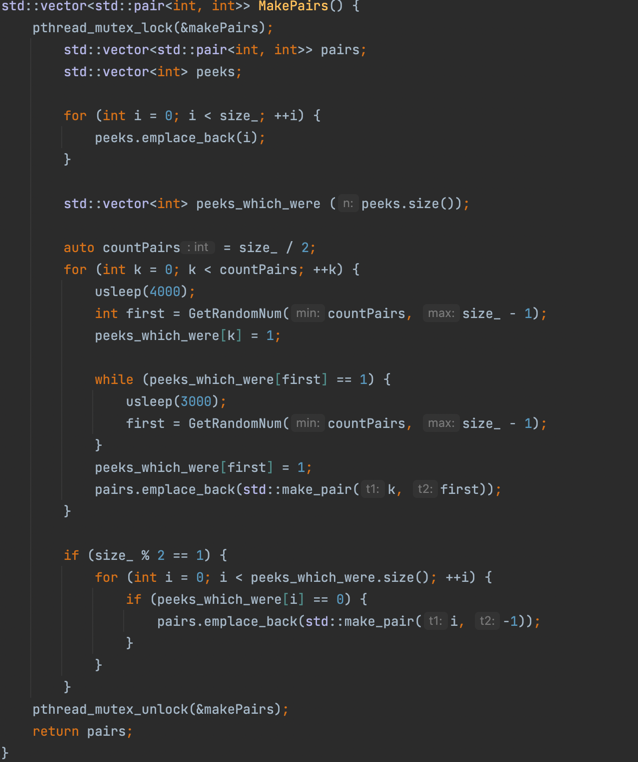 std::vector<std::pair<int, int>> MakePairs() {
    pthread_mutex_lock(&makePairs);
        std::vector<std::pair<int, int>> pairs;
        std::vector<int> peeks;

        for (int i = 0; i < size_; ++i) {
            peeks.emplace_back(i);
        }

        std::vector<int> peeks_which_were ( n: peeks.size());

        auto countPairs : int = size_ / 2;
        for (int k = 0; k < countPairs; ++k) {
            usleep(4000);
            int first = GetRandomNum( min: countPairs, max: size_ - 1);
            peeks_which_were[k] = 1;

            while (peeks_which_were[first] == 1) {
                usleep(3000);
                first = GetRandomNum( min: countPairs, max: size_ - 1);
            }
            peeks_which_were[first] = 1;
            pairs.emplace_back(std::make_pair( t1: k, t2: first));
        }

        if (size_ % 2 == 1) {
            for (int i = 0; i < peeks_which_were.size(); ++i) {
                if (peeks_which_were[i] == 0) {
                    pairs.emplace_back(std::make_pair( t1: i, t2: -1));
                }
            }
        }
    pthread_mutex_unlock(&makePairs);
    return pairs;
}